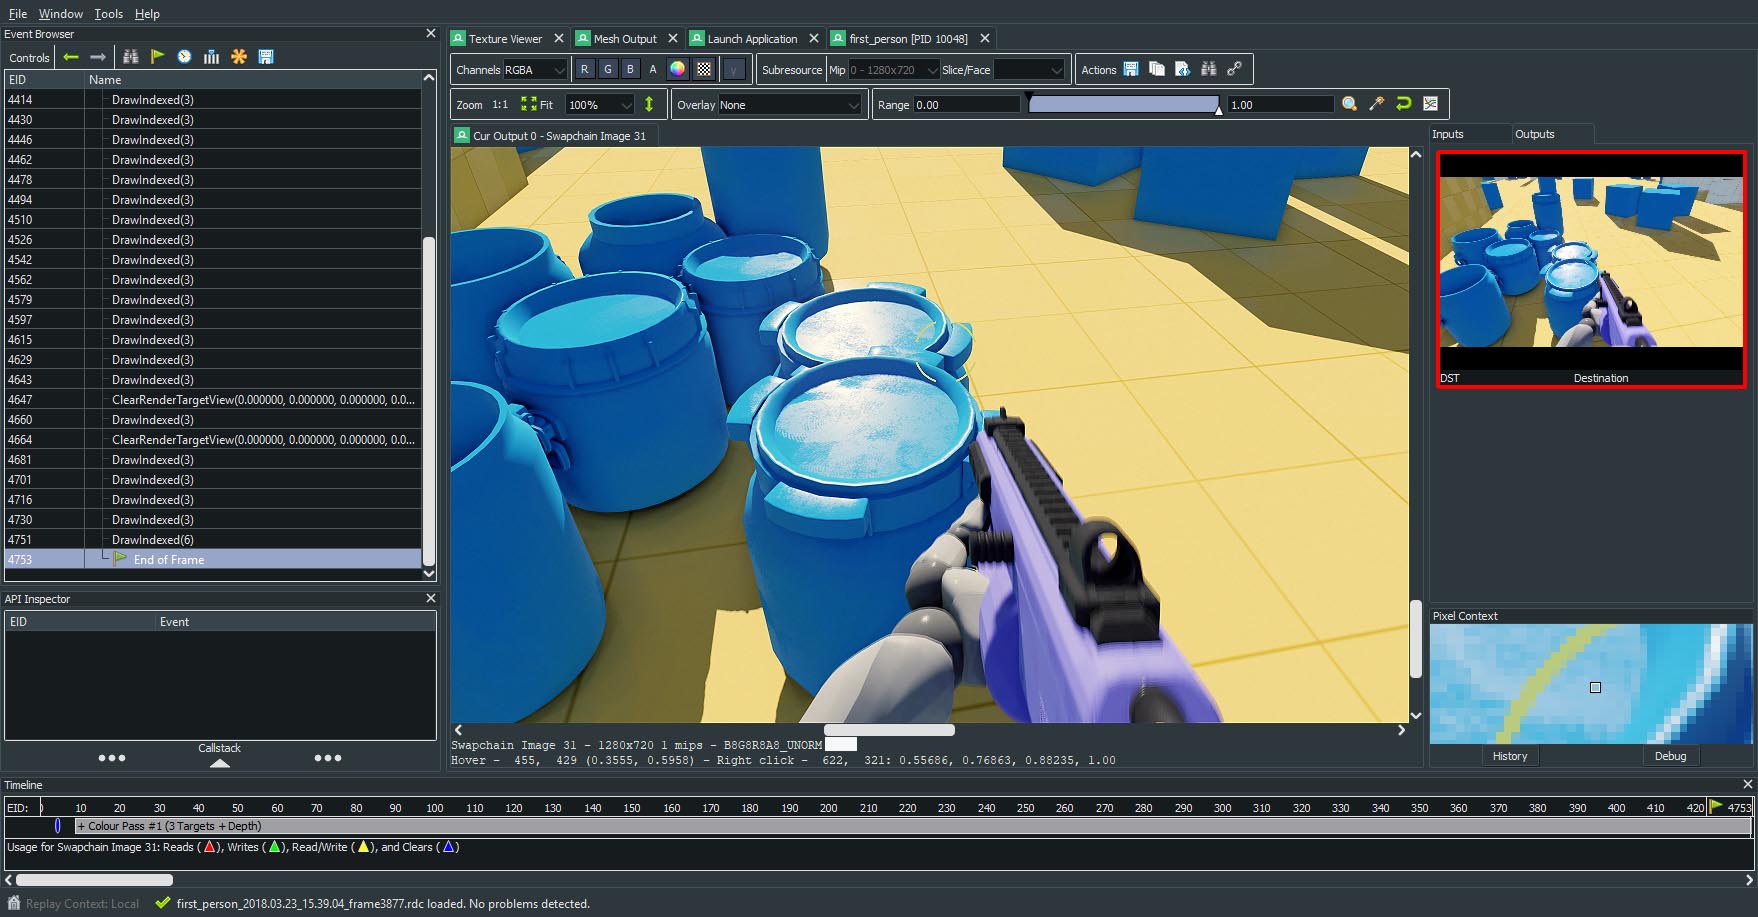 File Window Tools Help
Event Browser
Controls
EID Name
4414 DrawIndexed(3)
4430 DrawIndexed(3)
4446 DrawIndexed(3)
4462 DrawIndexed(3)
4478 DrawIndexed(3)
4494 DrawIndexed(3)
4510 DrawIndexed(3)
4526 DrawIndexed(3)
4542 DrawIndexed(3)
4562 DrawIndexed(3)
4579 DrawIndexed(3)
4597 DrawIndexed(3)
4615 DrawIndexed(3)
4629 DrawIndexed(3)
4643 DrawIndexed(3)
4647 ClearRenderTargetView(0.000000, 0.000000, 0.000000, 0.0...
4660 DrawIndexed(3)
4664 ClearRenderTargetView(0.000000, 0.000000, 0.000000, 0.0...
4681 DrawIndexed(3)
4701 DrawIndexed(3)
4716 DrawIndexed(3)
4730 DrawIndexed(3)
4751 DrawIndexed(6)
4753 End of Frame
API Inspector
EID Event
Callstack
Texture Viewer Mesh Output Launch Application first_person [PID 10048]
Channels RGBA R G B A γ Subresource Mip 0 - 1280x720 Slice/Face Actions
Zoom 1:1 Fit 100% Overlay None Range 0.00 1.00
Cur Output 0 - Swapchain Image 31
Swapchain Image 31 - 1280x720 1 mips - B8G8R8A8_UNORM
Hover - 455, 429 (0.3555, 0.5958) - Right click - 622, 321: 0.55686, 0.76863, 0.88235, 1.00
Inputs Outputs
DST Destination
Pixel Context
History Debug
Timeline
EID: 10 20 30 40 50 60 70 80 90 100 110 120 130 140 150 160 170 180 190 200 210 220 230 240 250 260 270 280 290 300 310 320 330 340 350 360 370 380 390 400 410 420 4753
+ Colour Pass #1 (3 Targets + Depth)
Usage for Swapchain Image 31: Reads ( ), Writes ( ), Read/Write ( ), and Clears ( )
Replay Context: Local first_person_2018.03.23_15.39.04_frame3877.rdc loaded. No problems detected.